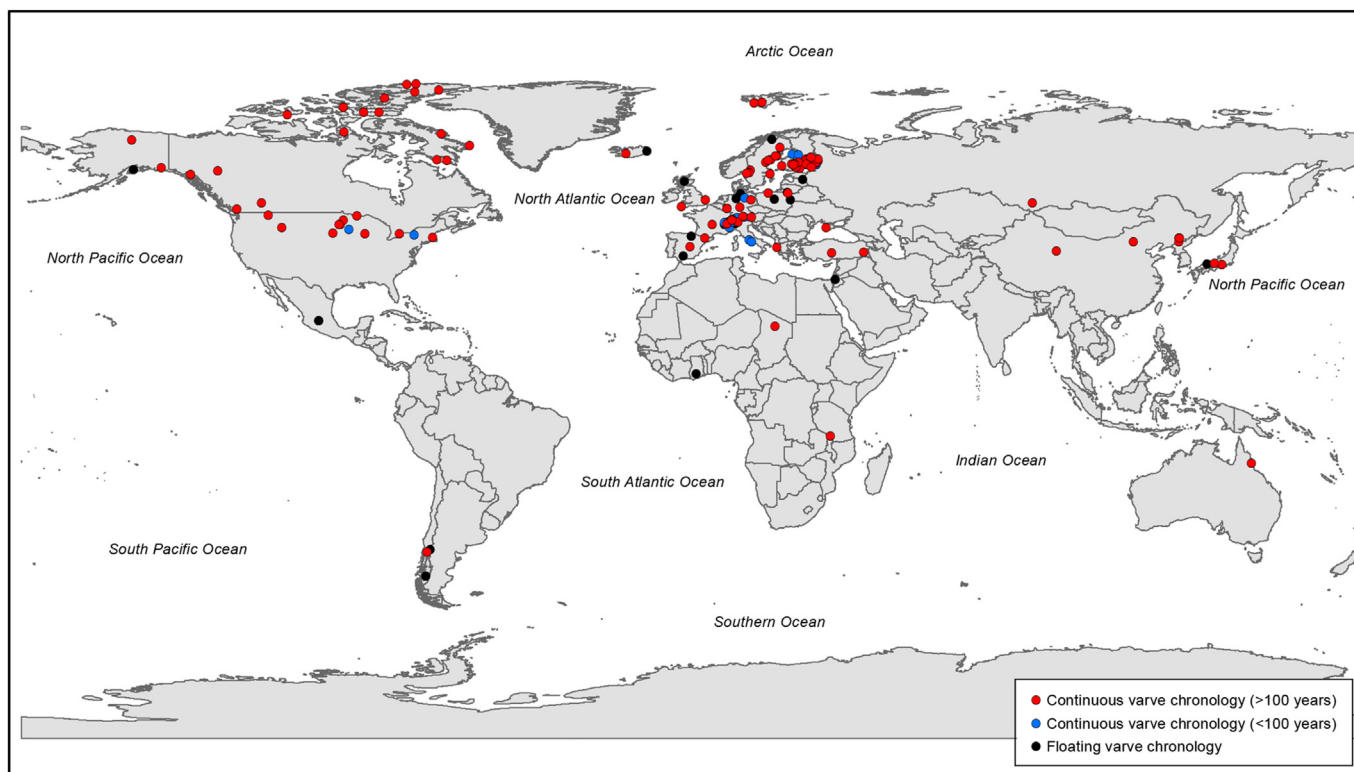 Arctic Ocean
North Atlantic Ocean
North Pacific Ocean
North Pacific Ocean
Indian Ocean
South Atlantic Ocean
South Pacific Ocean
Southern Ocean
Continuous varve chronology (>100 years)
Continuous varve chronology (<100 years)
Floating varve chronology